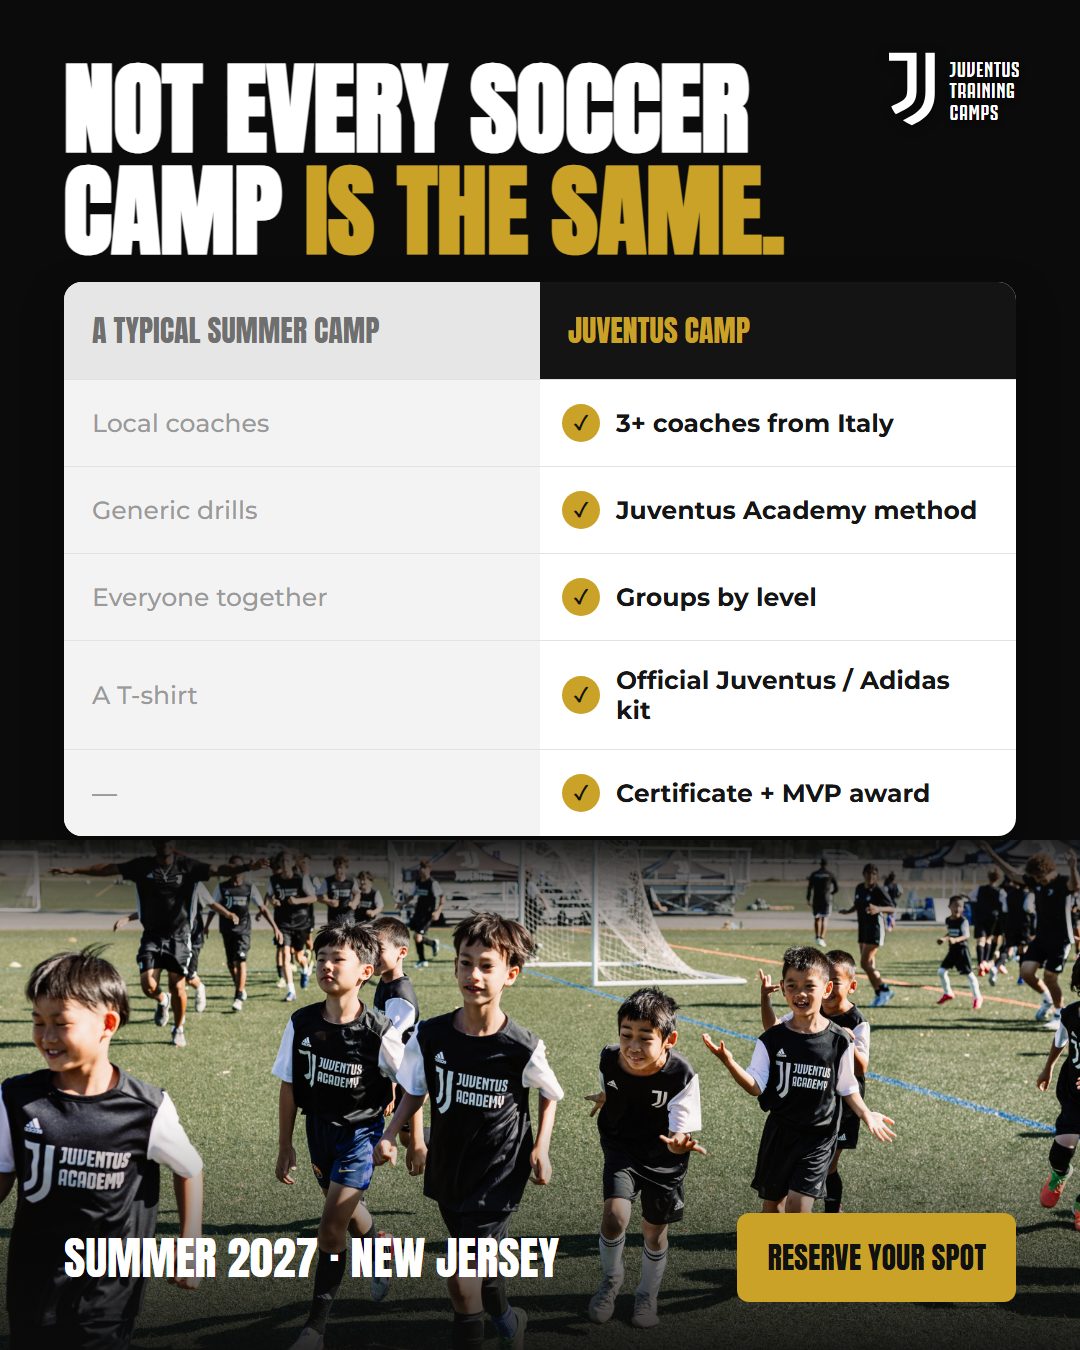 NOT EVERY SOCCER
CAMP IS THE SAME.
JUVENTUS
TRAINING
CAMPS
A TYPICAL SUMMER CAMP
JUVENTUS CAMP
Local coaches
✓ 3+ coaches from Italy
Generic drills
✓ Juventus Academy method
Everyone together
✓ Groups by level
A T-shirt
✓ Official Juventus / Adidas
kit
—
✓ Certificate + MVP award
JUVENTUS
ACADEMY
JUVENTUS
ACADEMY
JUVENTUS
ACADEMY
JUVENTUS
ACADEMY
SUMMER 2027 · NEW JERSEY
RESERVE YOUR SPOT